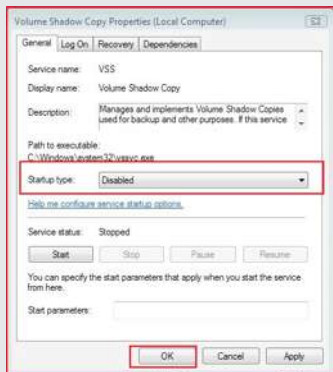 Volume Shadow Copy Properties (Local Computer)
General Log On Recovery Dependencies
Service name: VSS
Display name: Volume Shadow Copy
Description: Manages and implements Volume Shadow Copies
used for backup and other purposes. If this service
Path to executable:
C:\Windows\system32\vssvc.exe
Startup type: Disabled
Help me configure service startup options.
Service status: Stopped
Start Stop Pause Resume
You can specify the start parameters that apply when you start the service
from here.
Start parameters:
OK Cancel Apply